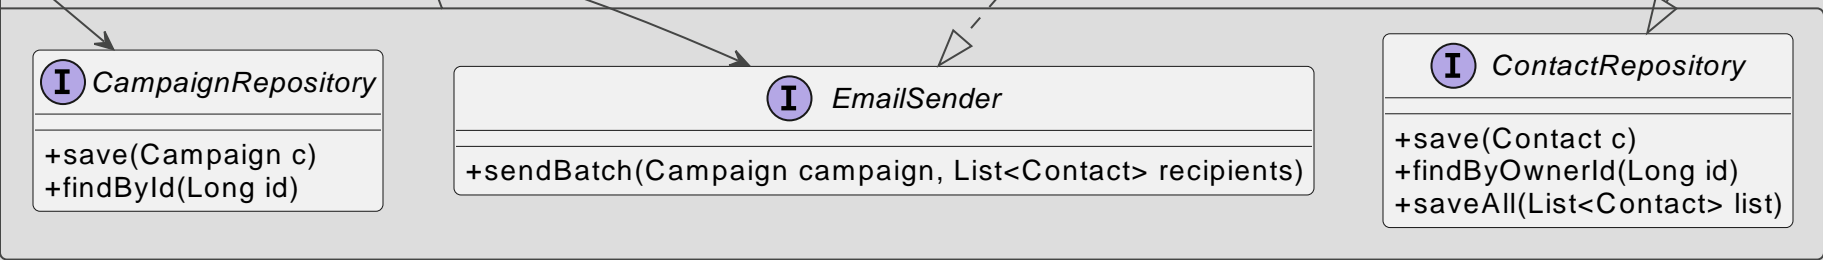 I CampaignRepository
+save(Campaign c)
+findById(Long id)
I EmailSender
+sendBatch(Campaign campaign, List<Contact> recipients)
I ContactRepository
+save(Contact c)
+findByOwnerId(Long id)
+saveAll(List<Contact> list)